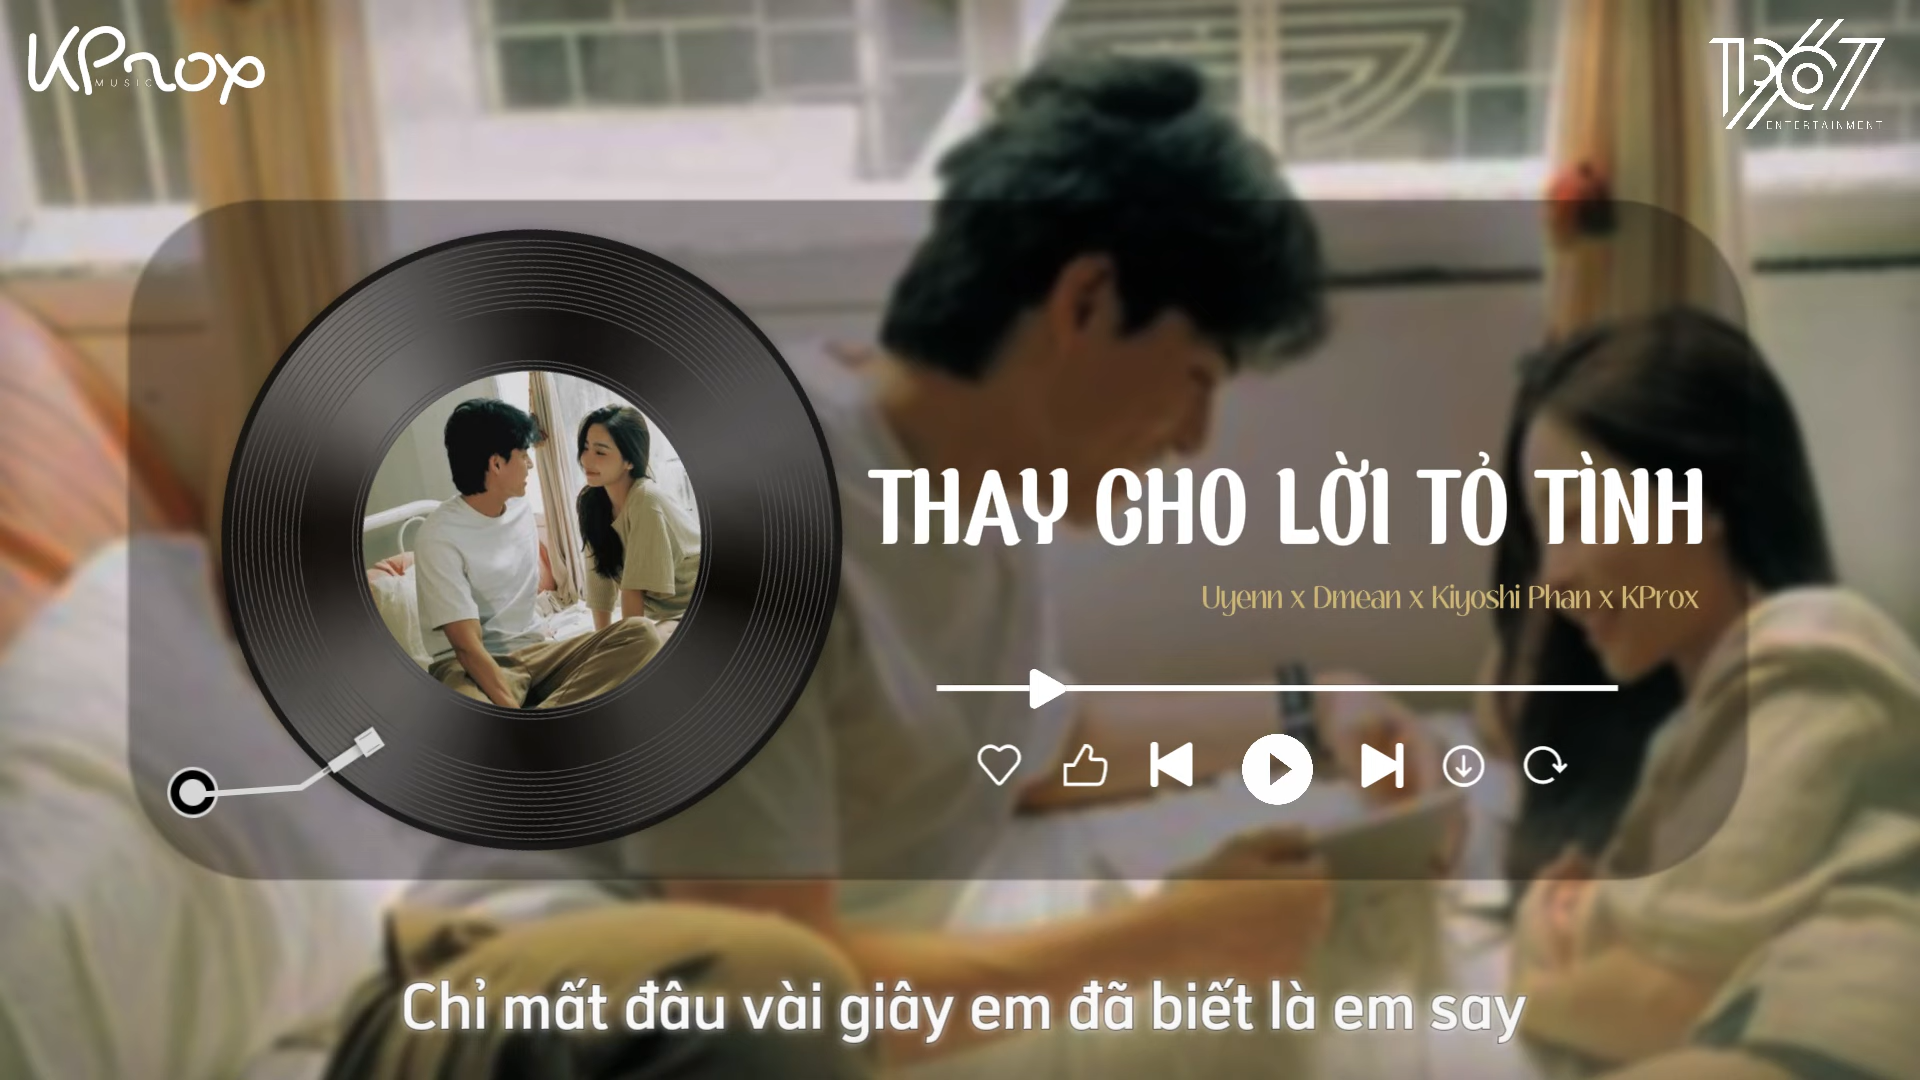 KProx
MUSIC
1967
ENTERTAINMENT
THAY CHO LỜI TỎ TÌNH
Uyenn x Dmean x Kiyoshi Phan x KProx
Chỉ mất đâu vài giây em đã biết là em say